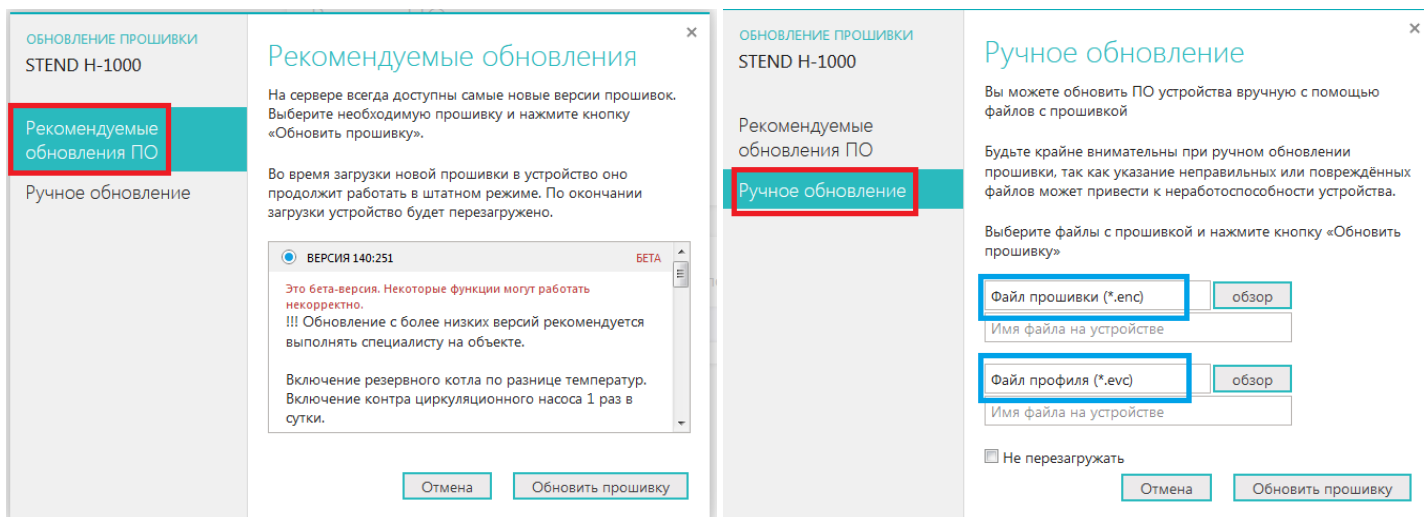 ОБНОВЛЕНИЕ ПРОШИВКИ
STEND H-1000
Рекомендуемые
обновления ПО
Ручное обновление
×
Рекомендуемые обновления
На сервере всегда доступны самые новые версии прошивок.
Выберите необходимую прошивку и нажмите кнопку
«Обновить прошивку».
Во время загрузки новой прошивки в устройство оно
продолжит работать в штатном режиме. По окончании
загрузки устройство будет перезагружено.
ВЕРСИЯ 140:251 БЕТА
Это бета-версия. Некоторые функции могут работать
некорректно.
!!! Обновление с более низких версий рекомендуется
выполнять специалисту на объекте.
Включение резервного котла по разнице температур.
Включение контра циркуляционного насоса 1 раз в
сутки.
Отмена Обновить прошивку
ОБНОВЛЕНИЕ ПРОШИВКИ
STEND H-1000
Рекомендуемые
обновления ПО
Ручное обновление
×
Ручное обновление
Вы можете обновить ПО устройства вручную с помощью
файлов с прошивкой
Будьте крайне внимательны при ручном обновлении
прошивки, так как указание неправильных или повреждённых
файлов может привести к неработоспособности устройства.
Выберите файлы с прошивкой и нажмите кнопку «Обновить
прошивку»
Файл прошивки (*.enc) обзор
Имя файла на устройстве
Файл профиля (*.evc) обзор
Имя файла на устройстве
Не перезагружать
Отмена Обновить прошивку